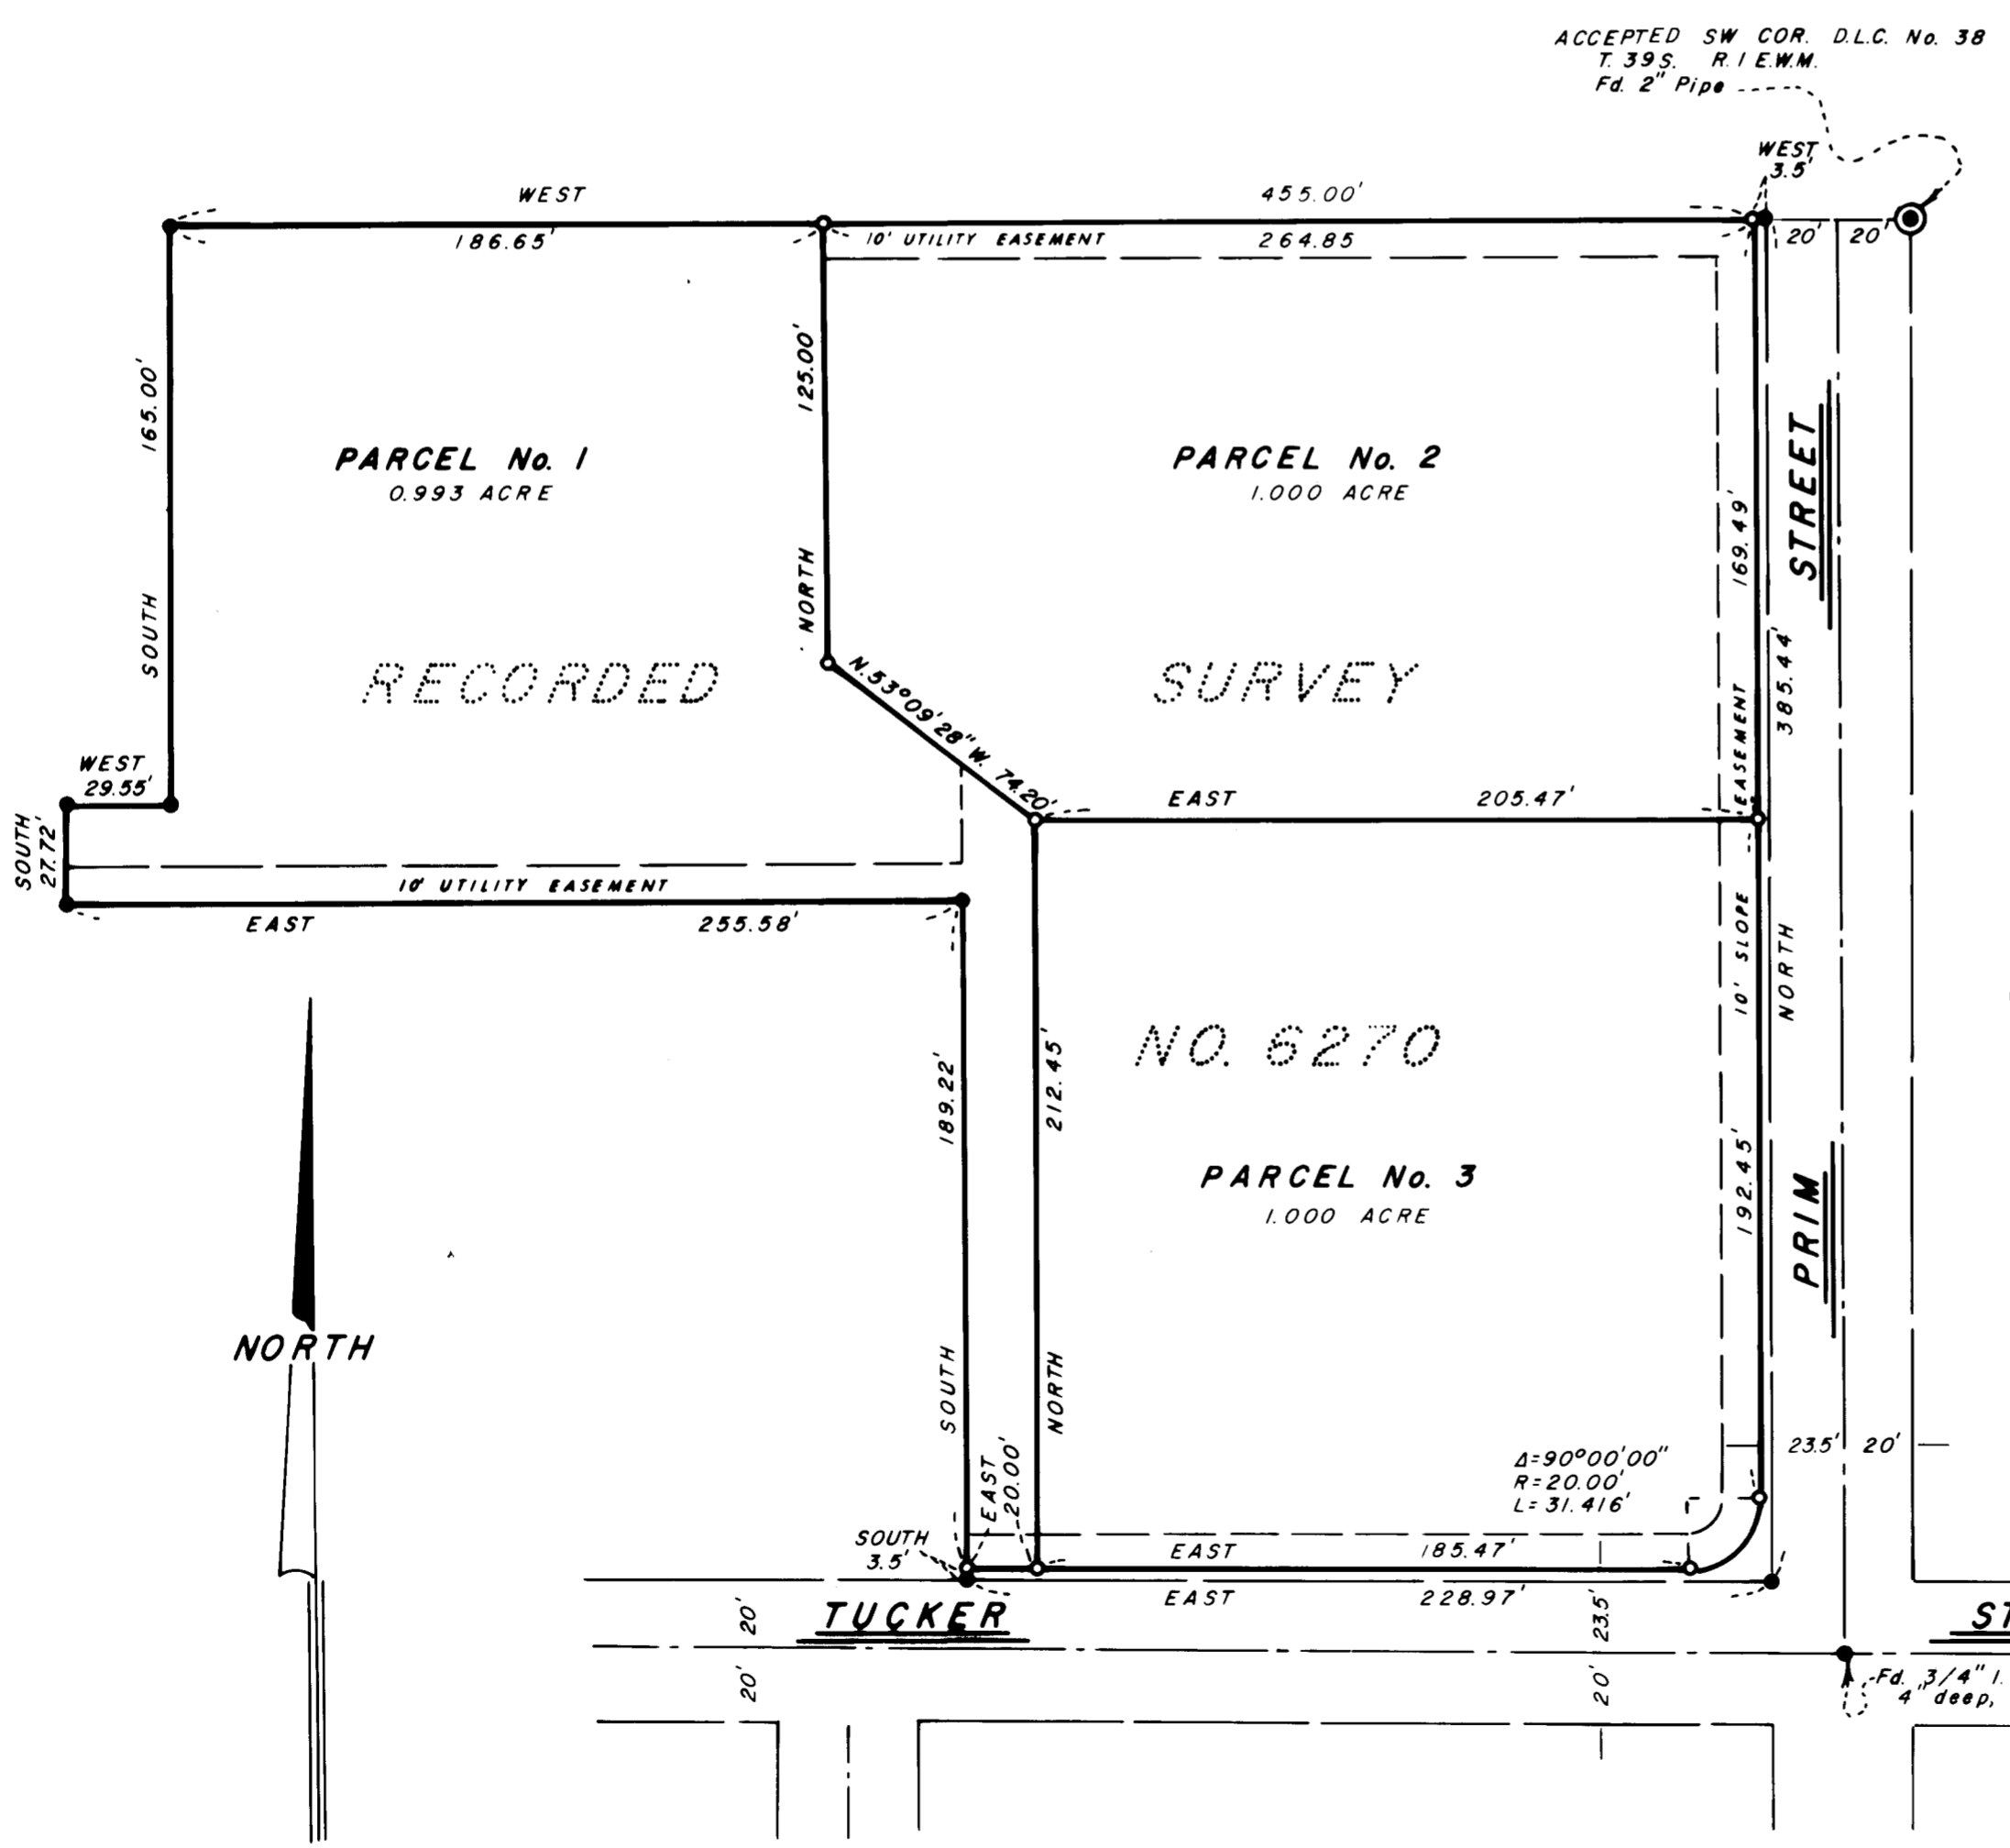 ACCEPTED SW COR. D.L.C. No. 38
T. 39 S. R. 1 E.W.M.
Fd. 2" Pipe
WEST
3.5'
WEST
455.00'
186.65'
10' UTILITY EASEMENT
264.85
20'
20'
165.00'
SOUTH
125.00'
NORTH
PARCEL No. 1
0.993 ACRE
PARCEL No. 2
1.000 ACRE
169.49'
STREET
385.44'
NORTH
RECORDED SURVEY
N.53°09'28"W. 74.20'
WEST
29.55'
SOUTH
27.72'
EAST
205.47'
10' SLOPE EASEMENT
10' UTILITY EASEMENT
EAST
255.58'
NO. 6270
189.22'
SOUTH
212.45'
NORTH
PARCEL No. 3
1.000 ACRE
192.45'
PRIM
NORTH
23.5'
20'
Δ=90°00'00"
R=20.00'
L=31.416'
EAST
20.00'
SOUTH
3.5'
EAST
185.47'
EAST
228.97'
20'
TUCKER
23.5'
ST
20'
20'
Fd. 3/4" I.
4" deep,